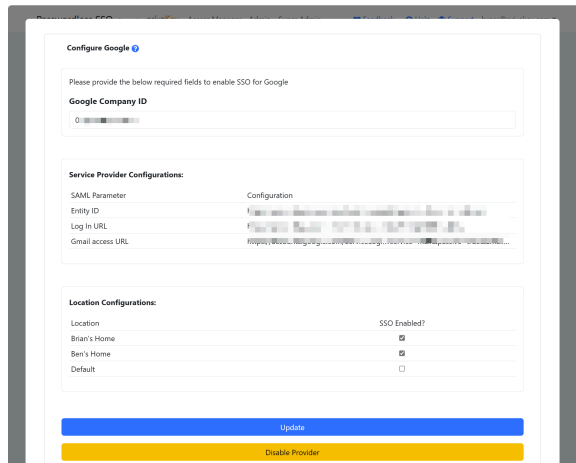 Configure Google ?
Please provide the below required fields to enable SSO for Google
Google Company ID
Service Provider Configurations:
SAML Parameter Configuration
Entity ID
Log In URL
Gmail access URL
Location Configurations:
Location SSO Enabled?
Brian's Home
Ben's Home
Default
Update
Disable Provider